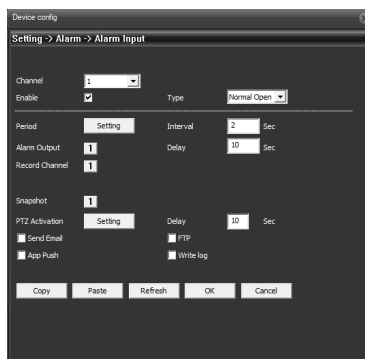 Device config
Setting -> Alarm -> Alarm Input
Channel 1
Enable Type Normal Open
Period Setting Interval 2 Sec
Alarm Output 1 Delay 10 Sec
Record Channel 1
Snapshot 1
PTZ Activation Setting Delay 10 Sec
Send Email FTP
App Push Write log
Copy Paste Refresh OK Cancel